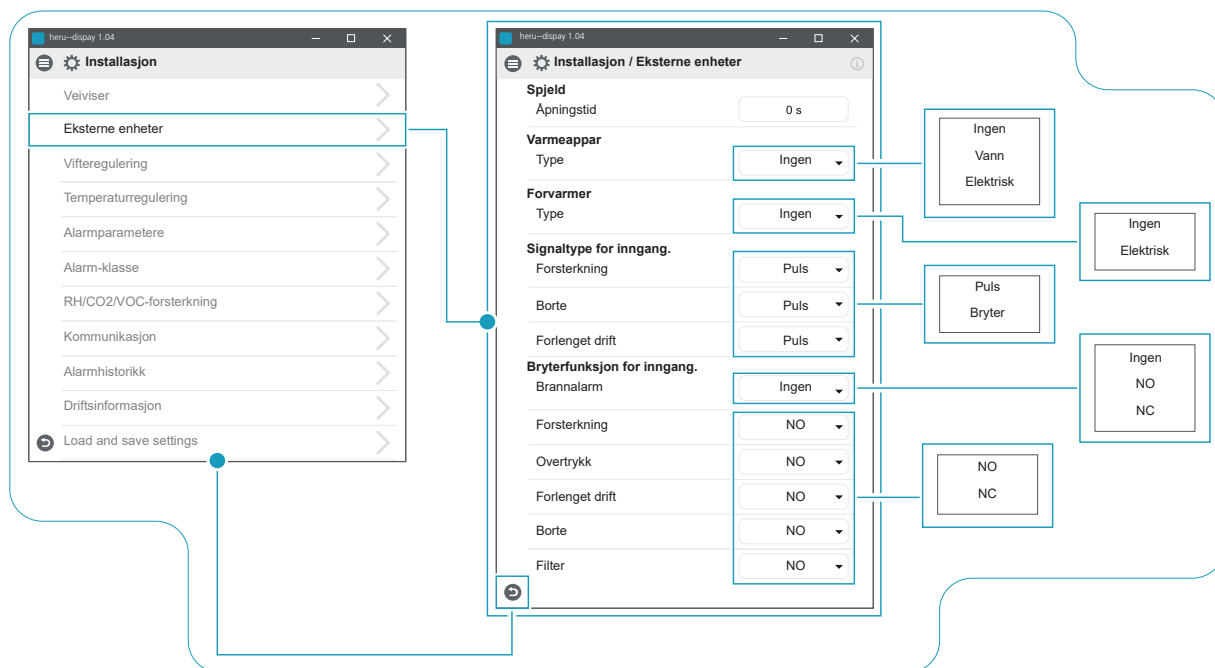 heru--dispay 1.04
Installasjon
Veiviser
Eksterne enheter
Vifteregulering
Temperaturregulering
Alarmparametere
Alarm-klasse
RH/CO2/VOC-forsterkning
Kommunikasjon
Alarmhistorikk
Driftsinformasjon
Load and save settings
heru--dispay 1.04
Installasjon / Eksterne enheter
Spjeld
Åpningstid 0 s
Varmeappar
Type Ingen
Forvarmer
Type Ingen
Signaltype for inngang.
Forsterkning Puls
Borte Puls
Forlenget drift Puls
Bryterfunksjon for inngang.
Brannalarm Ingen
Forsterkning NO
Overtrykk NO
Forlenget drift NO
Borte NO
Filter NO
Ingen
Vann
Elektrisk
Ingen
Elektrisk
Puls
Bryter
Ingen
NO
NC
NO
NC